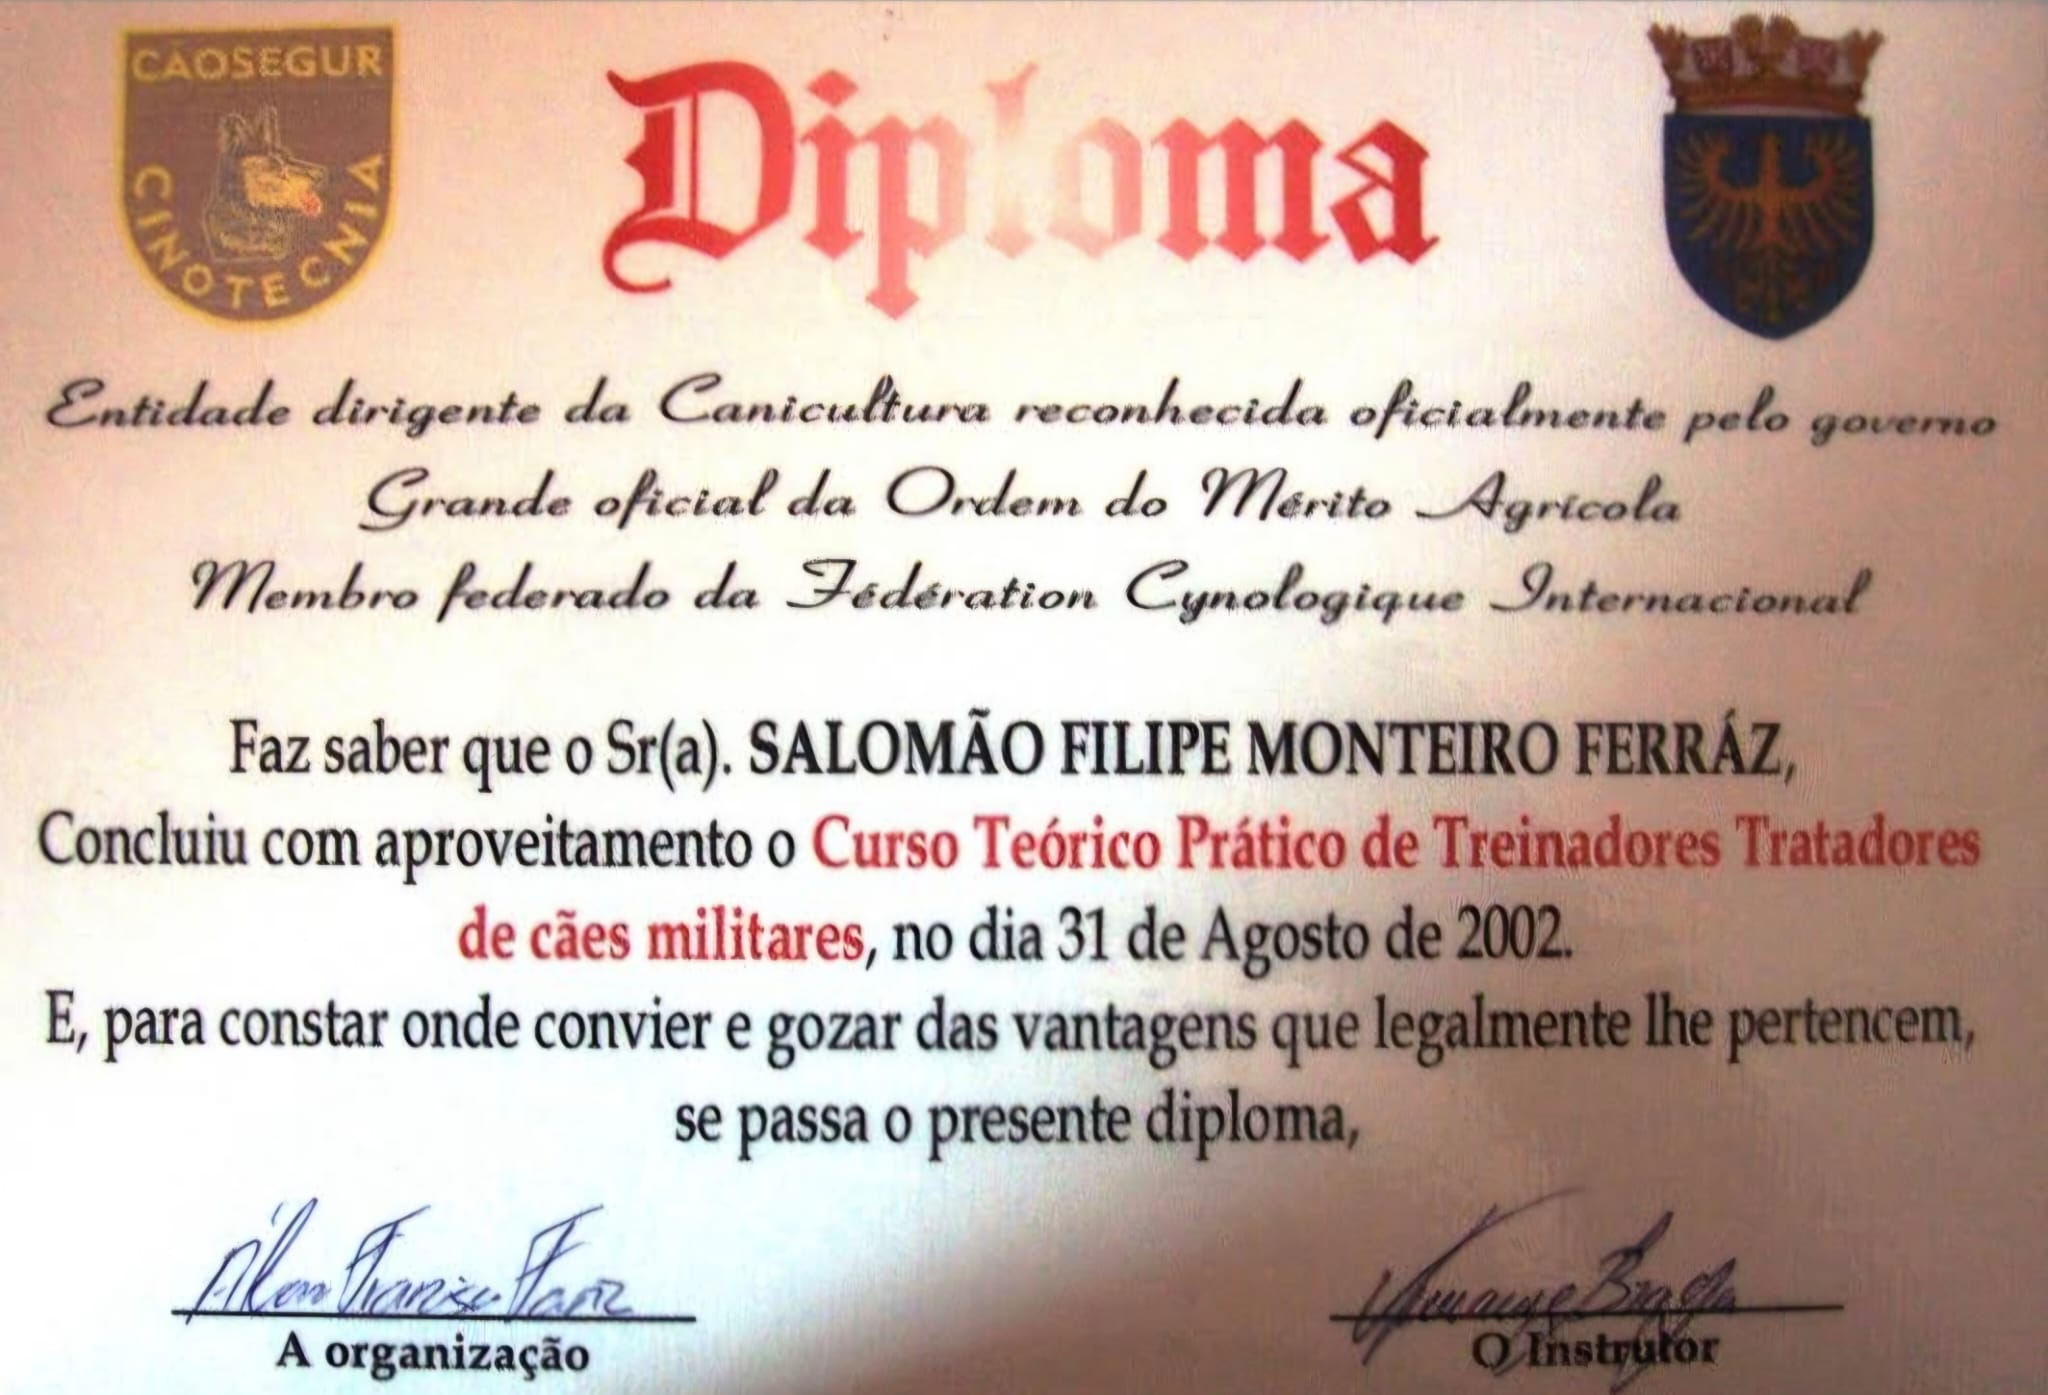 CÃOSEGUR
CINOTECNIA
Diploma
Entidade dirigente da Canicultura reconhecida oficialmente pelo governo
Grande oficial da Ordem do Mérito Agrícola
Membro federado da Fédération Cynologique Internacional
Faz saber que o Sr(a). SALOMÃO FILIPE MONTEIRO FERRÁZ,
Concluiu com aproveitamento o Curso Teórico Prático de Treinadores Tratadores
de cães militares, no dia 31 de Agosto de 2002.
E, para constar onde convier e gozar das vantagens que legalmente lhe pertencem,
se passa o presente diploma,
A organização
O Instrutor